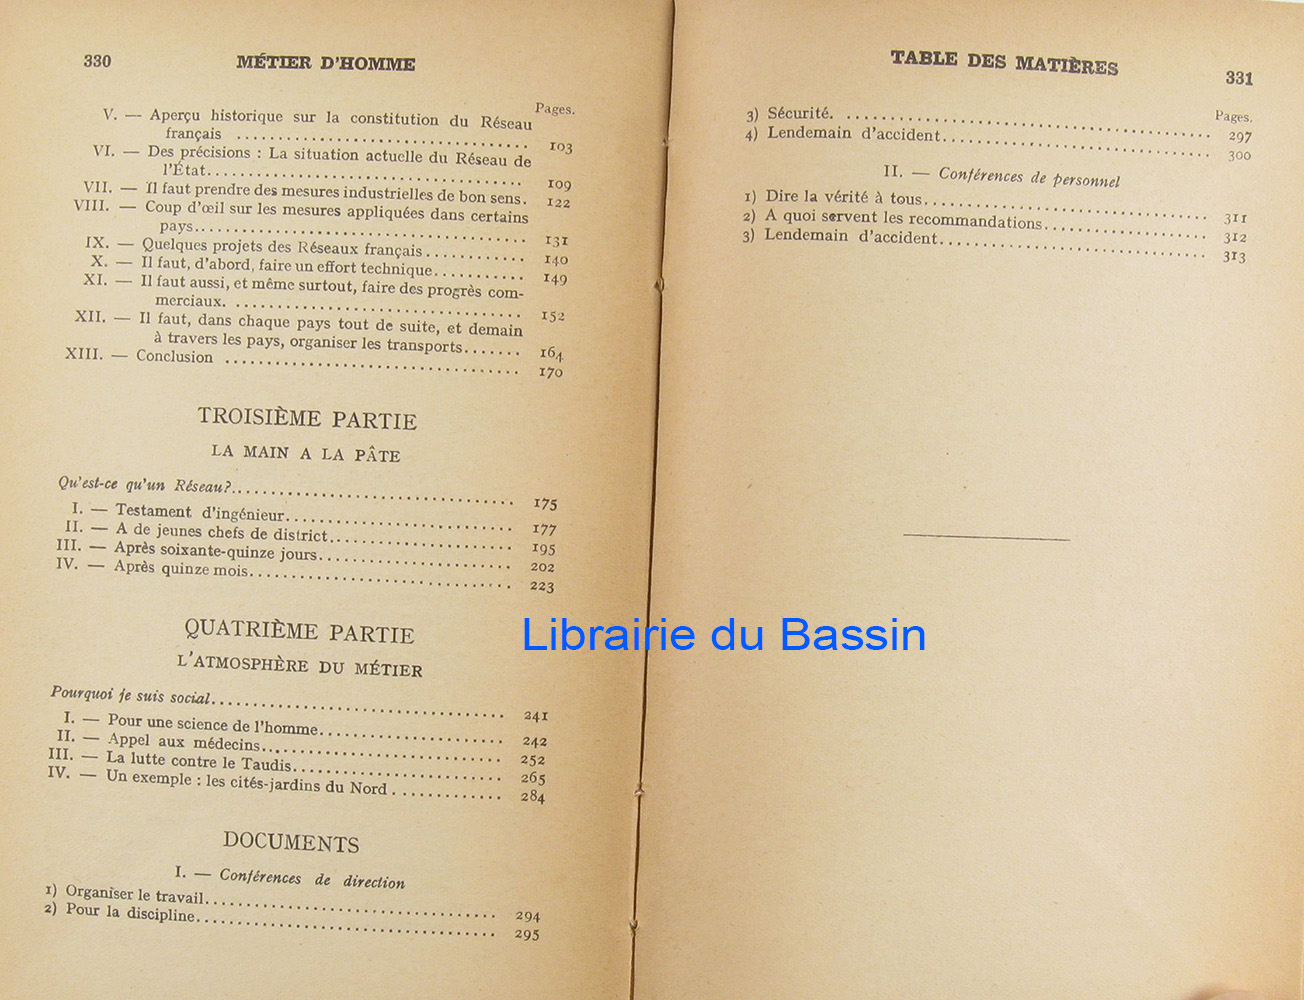 330
MÉTIER D'HOMME
Pages.
V. — Aperçu historique sur la constitution du Réseau
français ........ 103
VI. — Des précisions : La situation actuelle du Réseau de
l'État........ 109
VII. — Il faut prendre des mesures industrielles de bon sens. 122
VIII. — Coup d'œil sur les mesures appliquées dans certains
pays........ 131
IX. — Quelques projets des Réseaux français........ 140
X. — Il faut, d'abord, faire un effort technique........ 149
XI. — Il faut aussi, et même surtout, faire des progrès com-
merciaux. ........ 152
XII. — Il faut, dans chaque pays tout de suite, et demain
à travers les pays, organiser les transports....... 164
XIII. — Conclusion ........ 170
TROISIÈME PARTIE
LA MAIN A LA PÂTE
Qu'est-ce qu'un Réseau?........ 175
I. — Testament d'ingénieur........ 177
II. — A de jeunes chefs de district........ 195
III. — Après soixante-quinze jours........ 202
IV. — Après quinze mois........ 223
QUATRIÈME PARTIE
L'ATMOSPHÈRE DU MÉTIER
Pourquoi je suis social........ 241
I. — Pour une science de l'homme........ 242
II. — Appel aux médecins........ 252
III. — La lutte contre le Taudis........ 265
IV. — Un exemple : les cités-jardins du Nord ........ 284
DOCUMENTS
I. — Conférences de direction
1) Organiser le travail........ 294
2) Pour la discipline........ 295
TABLE DES MATIÈRES
331
Pages.
3) Sécurité. ........ 297
4) Lendemain d'accident........ 300
II. — Conférences de personnel
1) Dire la vérité à tous........ 311
2) A quoi servent les recommandations........ 312
3) Lendemain d'accident........ 313
Librairie du Bassin